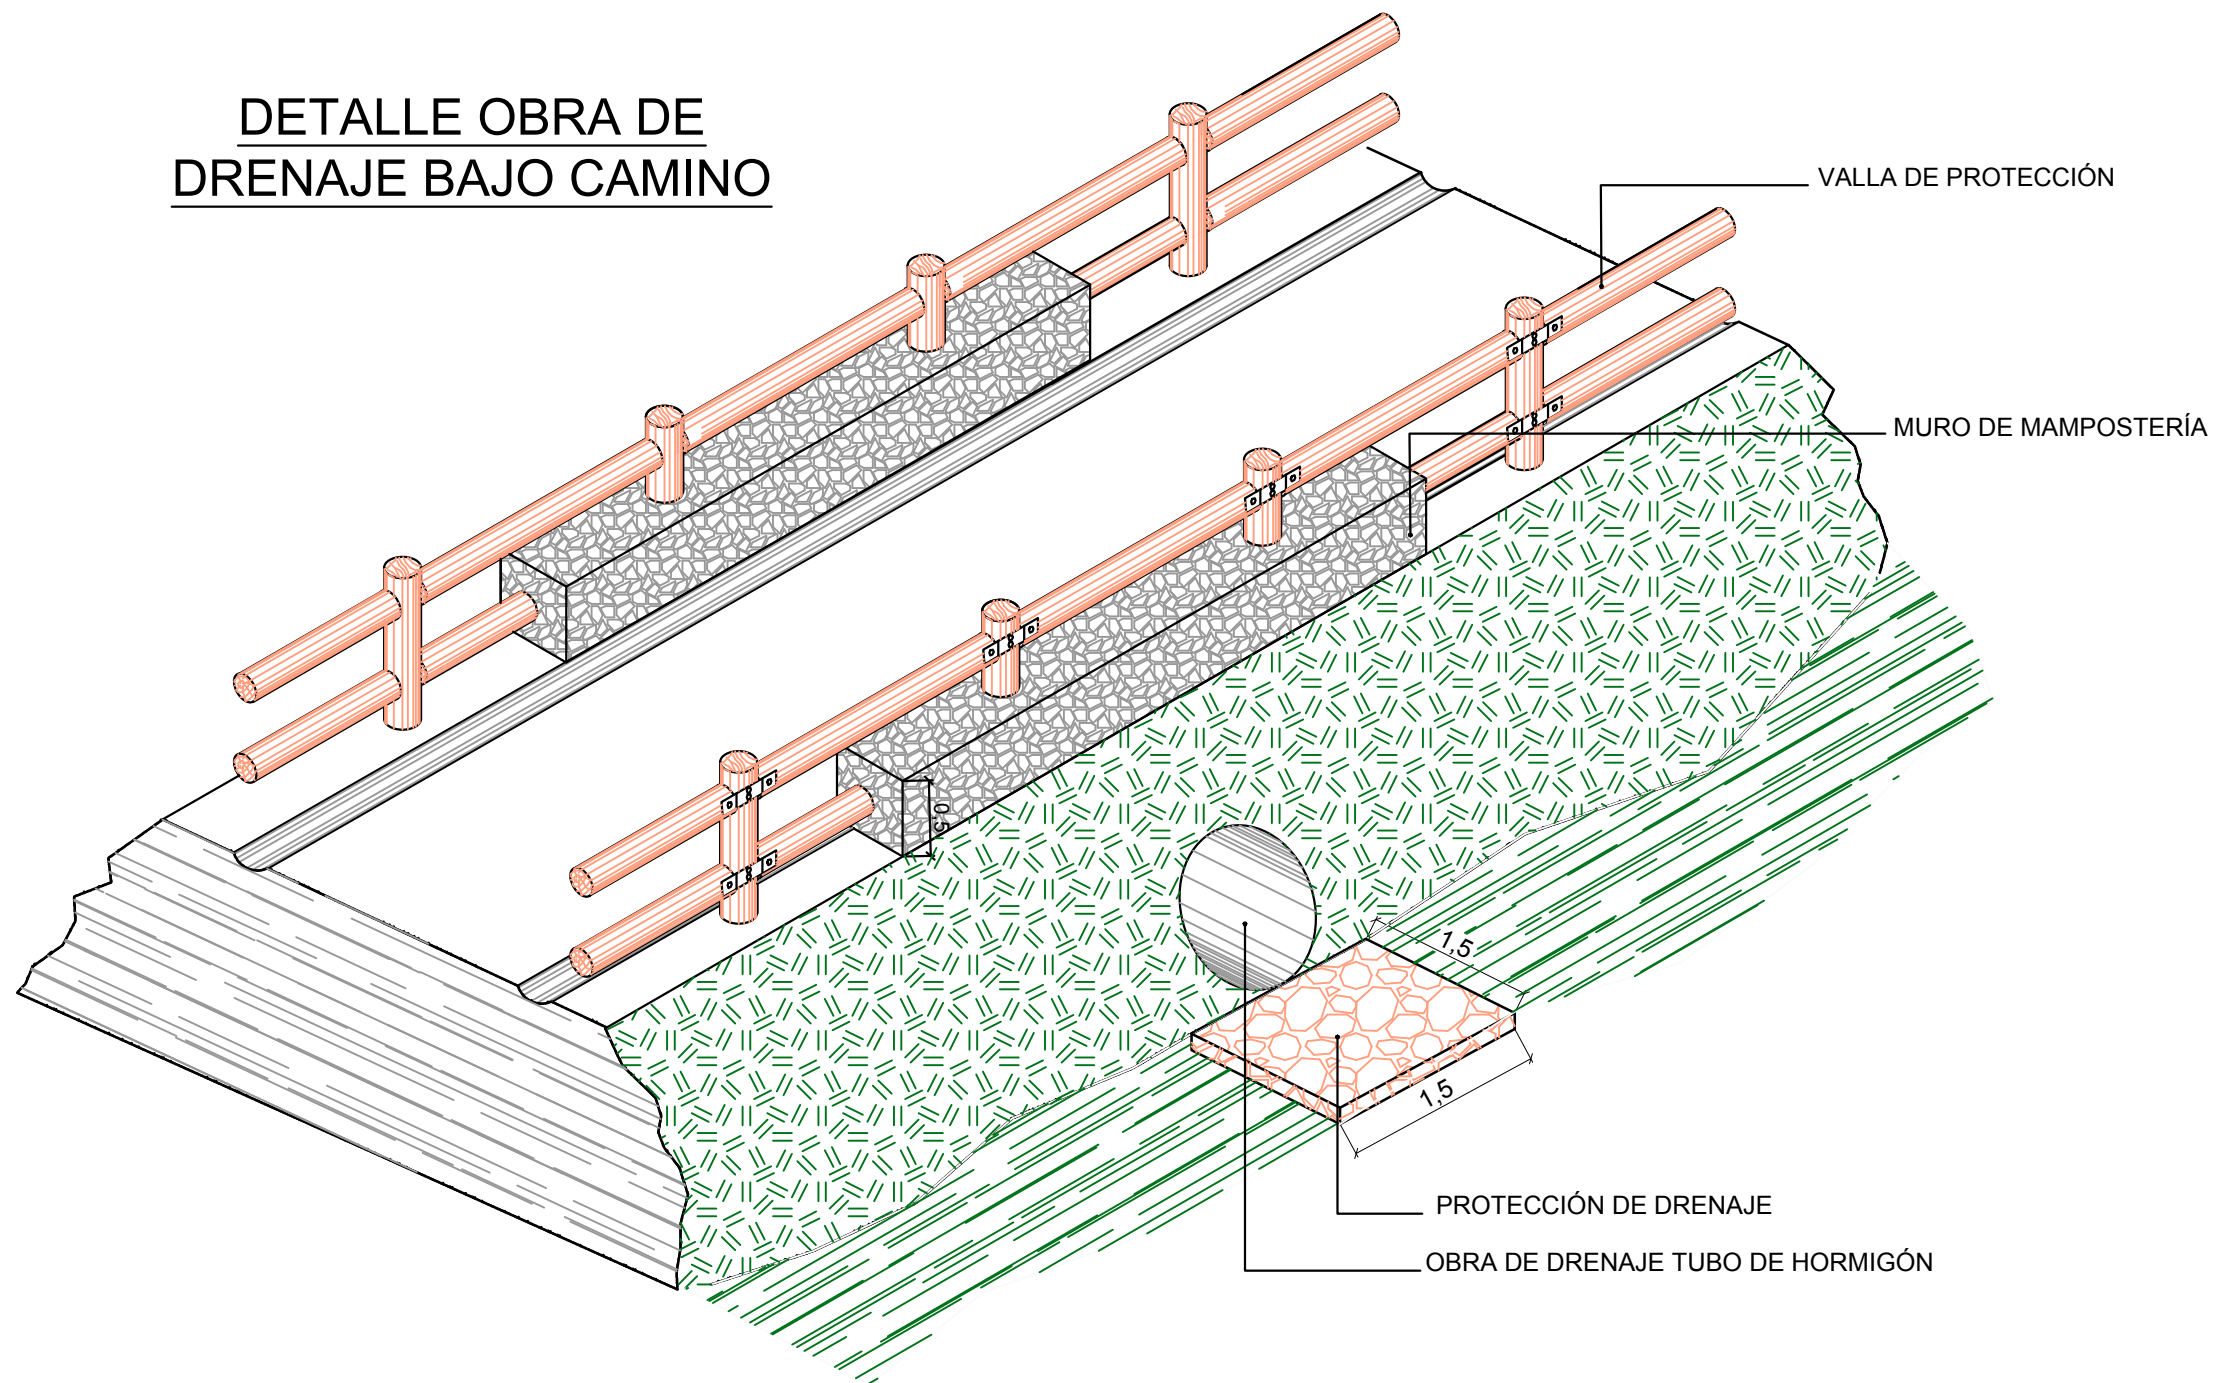 DETALLE OBRA DE
DRENAJE BAJO CAMINO
VALLA DE PROTECCIÓN
MURO DE MAMPOSTERÍA
0,5
1,5
1,5
PROTECCIÓN DE DRENAJE
OBRA DE DRENAJE TUBO DE HORMIGÓN